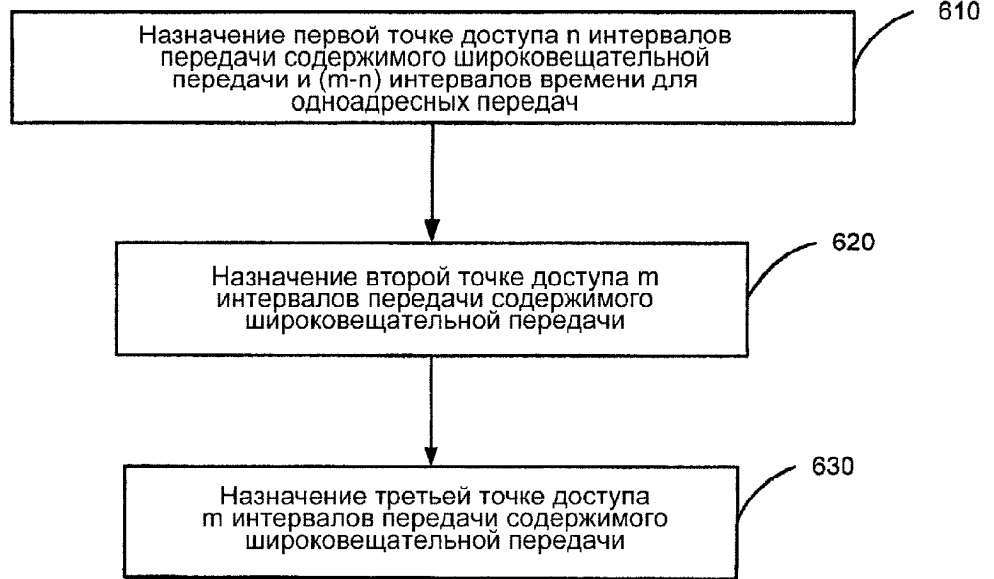 610
Назначение первой точке доступа n интервалов
передачи содержимого широковещательной
передачи и (m-n) интервалов времени для
одноадресных передач
620
Назначение второй точке доступа m
интервалов передачи содержимого
широковещательной передачи
630
Назначение третьей точке доступа
m интервалов передачи содержимого
широковещательной передачи